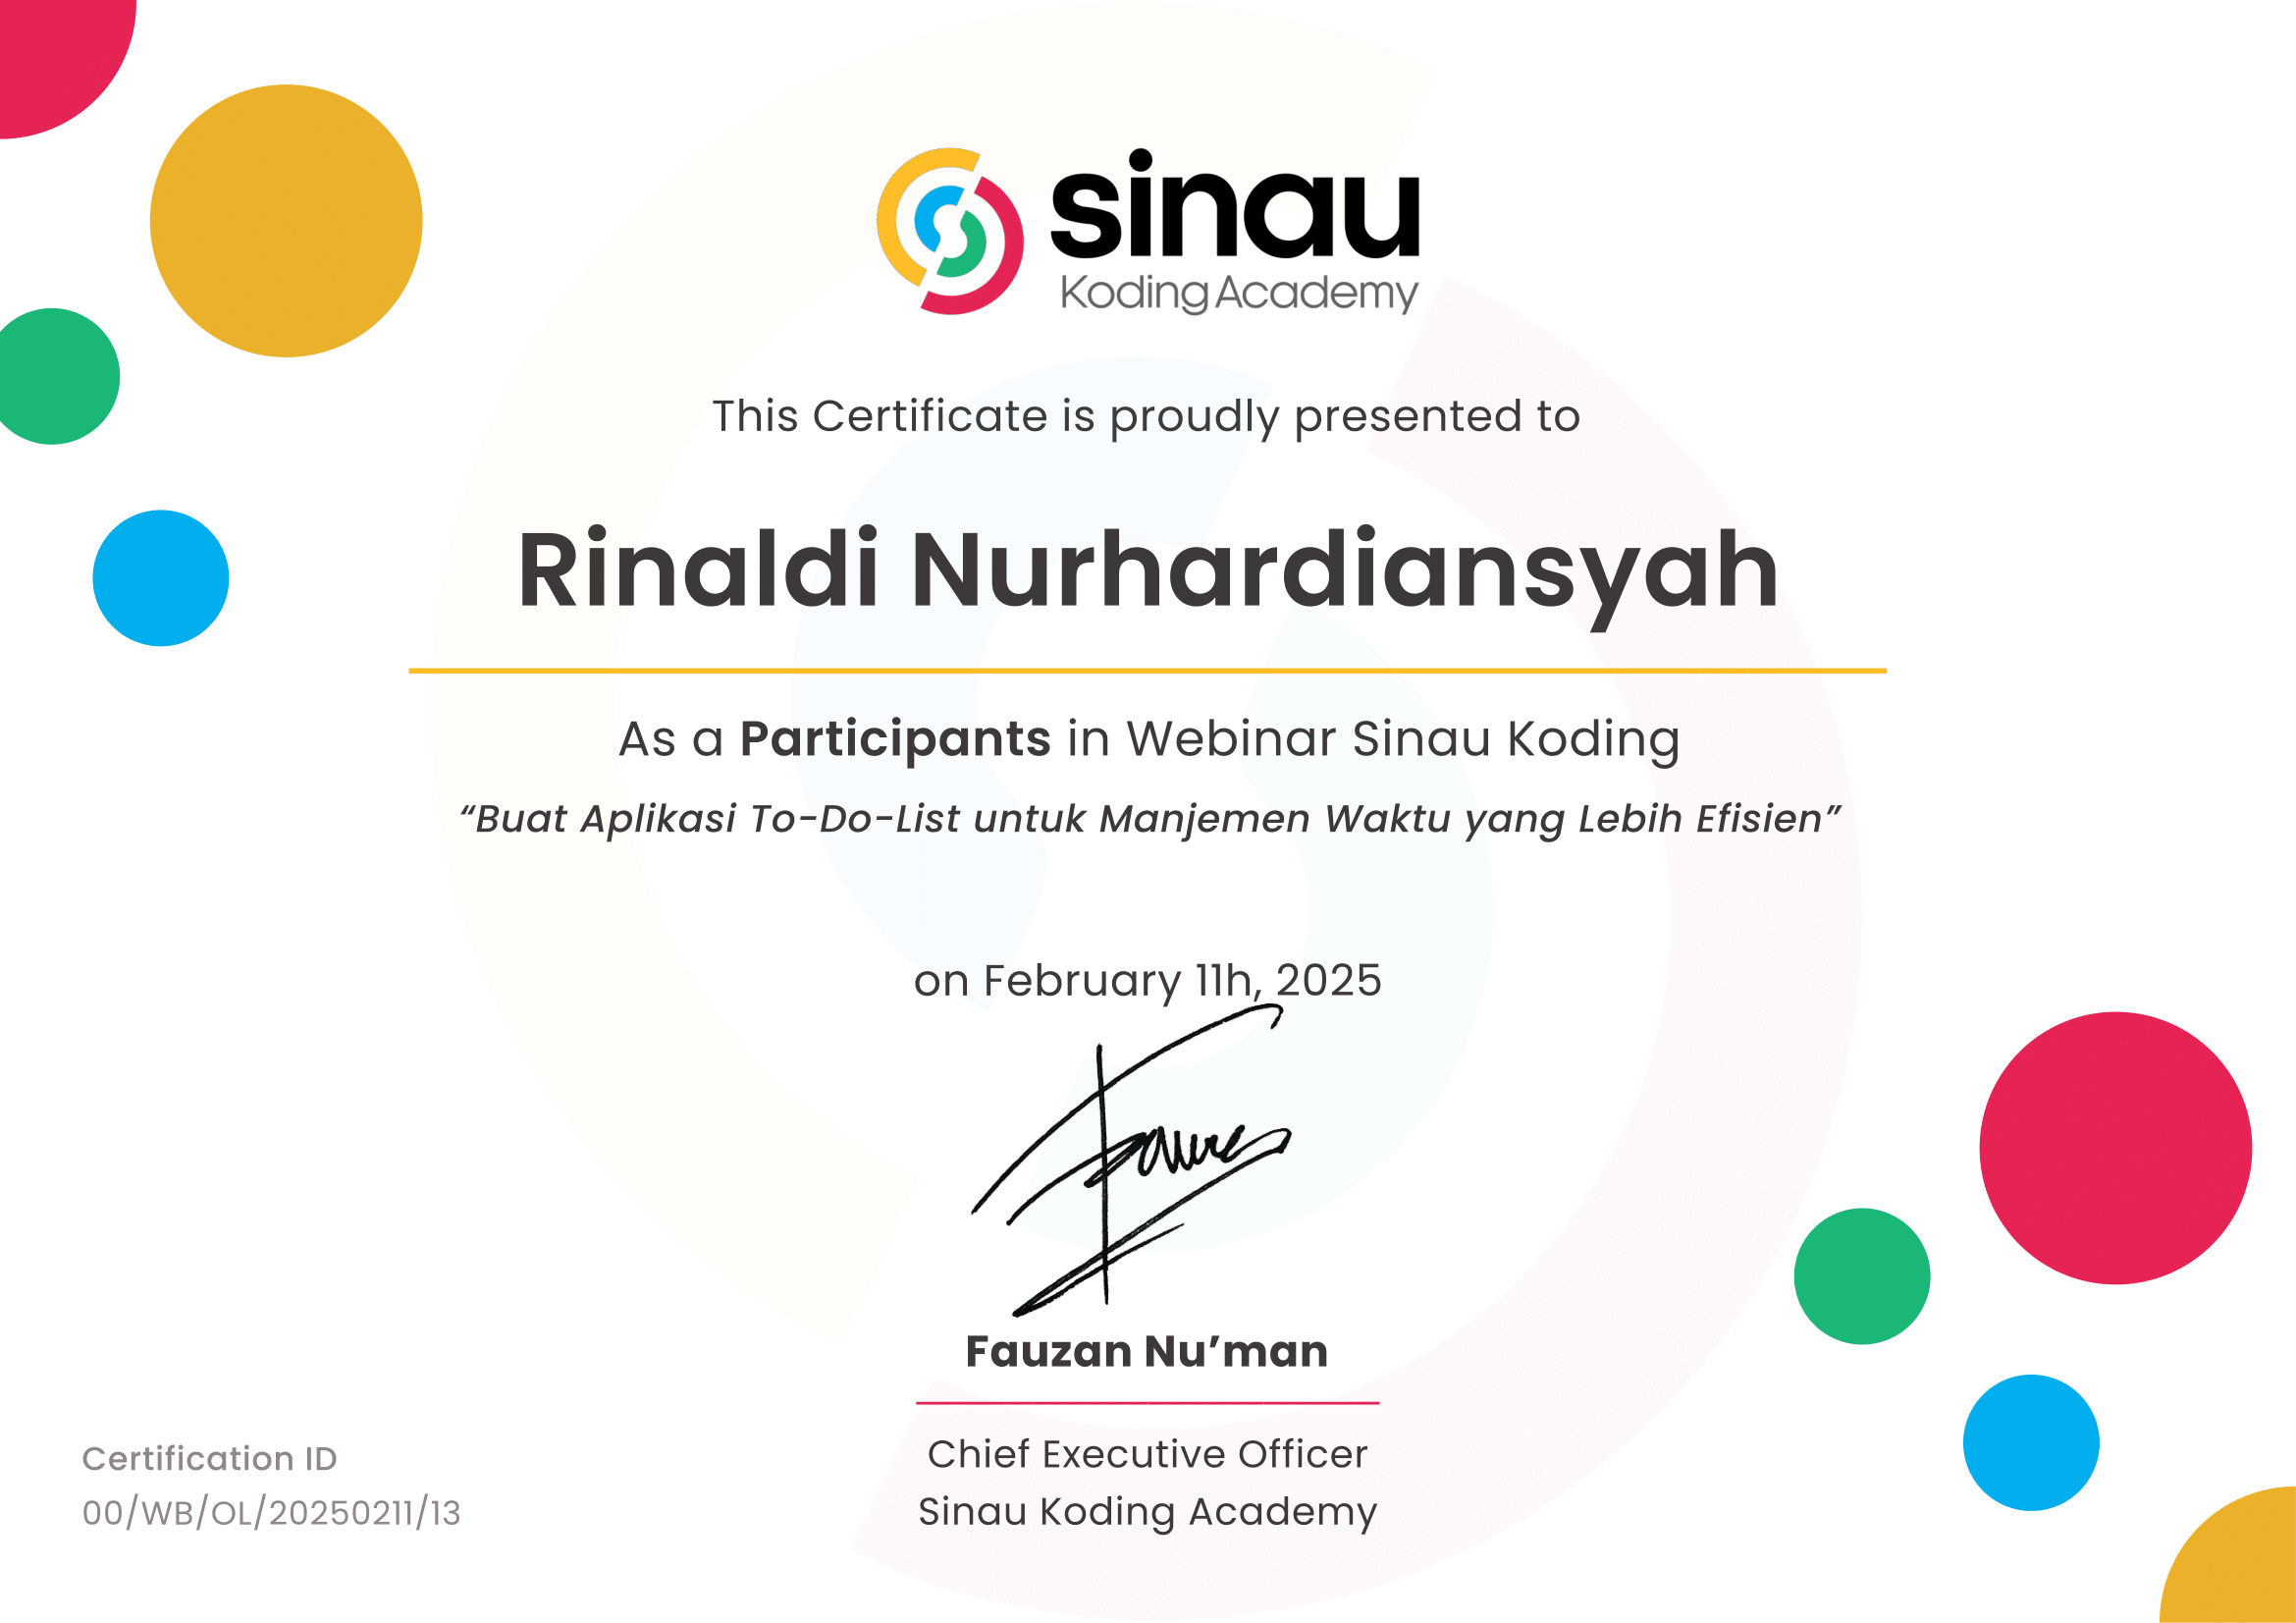 sinau
Koding Academy
This Certificate is proudly presented to
Rinaldi Nurhardiansyah
As a Participants in Webinar Sinau Koding
“Buat Aplikasi To-Do-List untuk Manjemen Waktu yang Lebih Efisien”
on February 11h, 2025
Fauzan Nu’man
Chief Executive Officer
Sinau Koding Academy
Certification ID
00/WB/OL/20250211/13